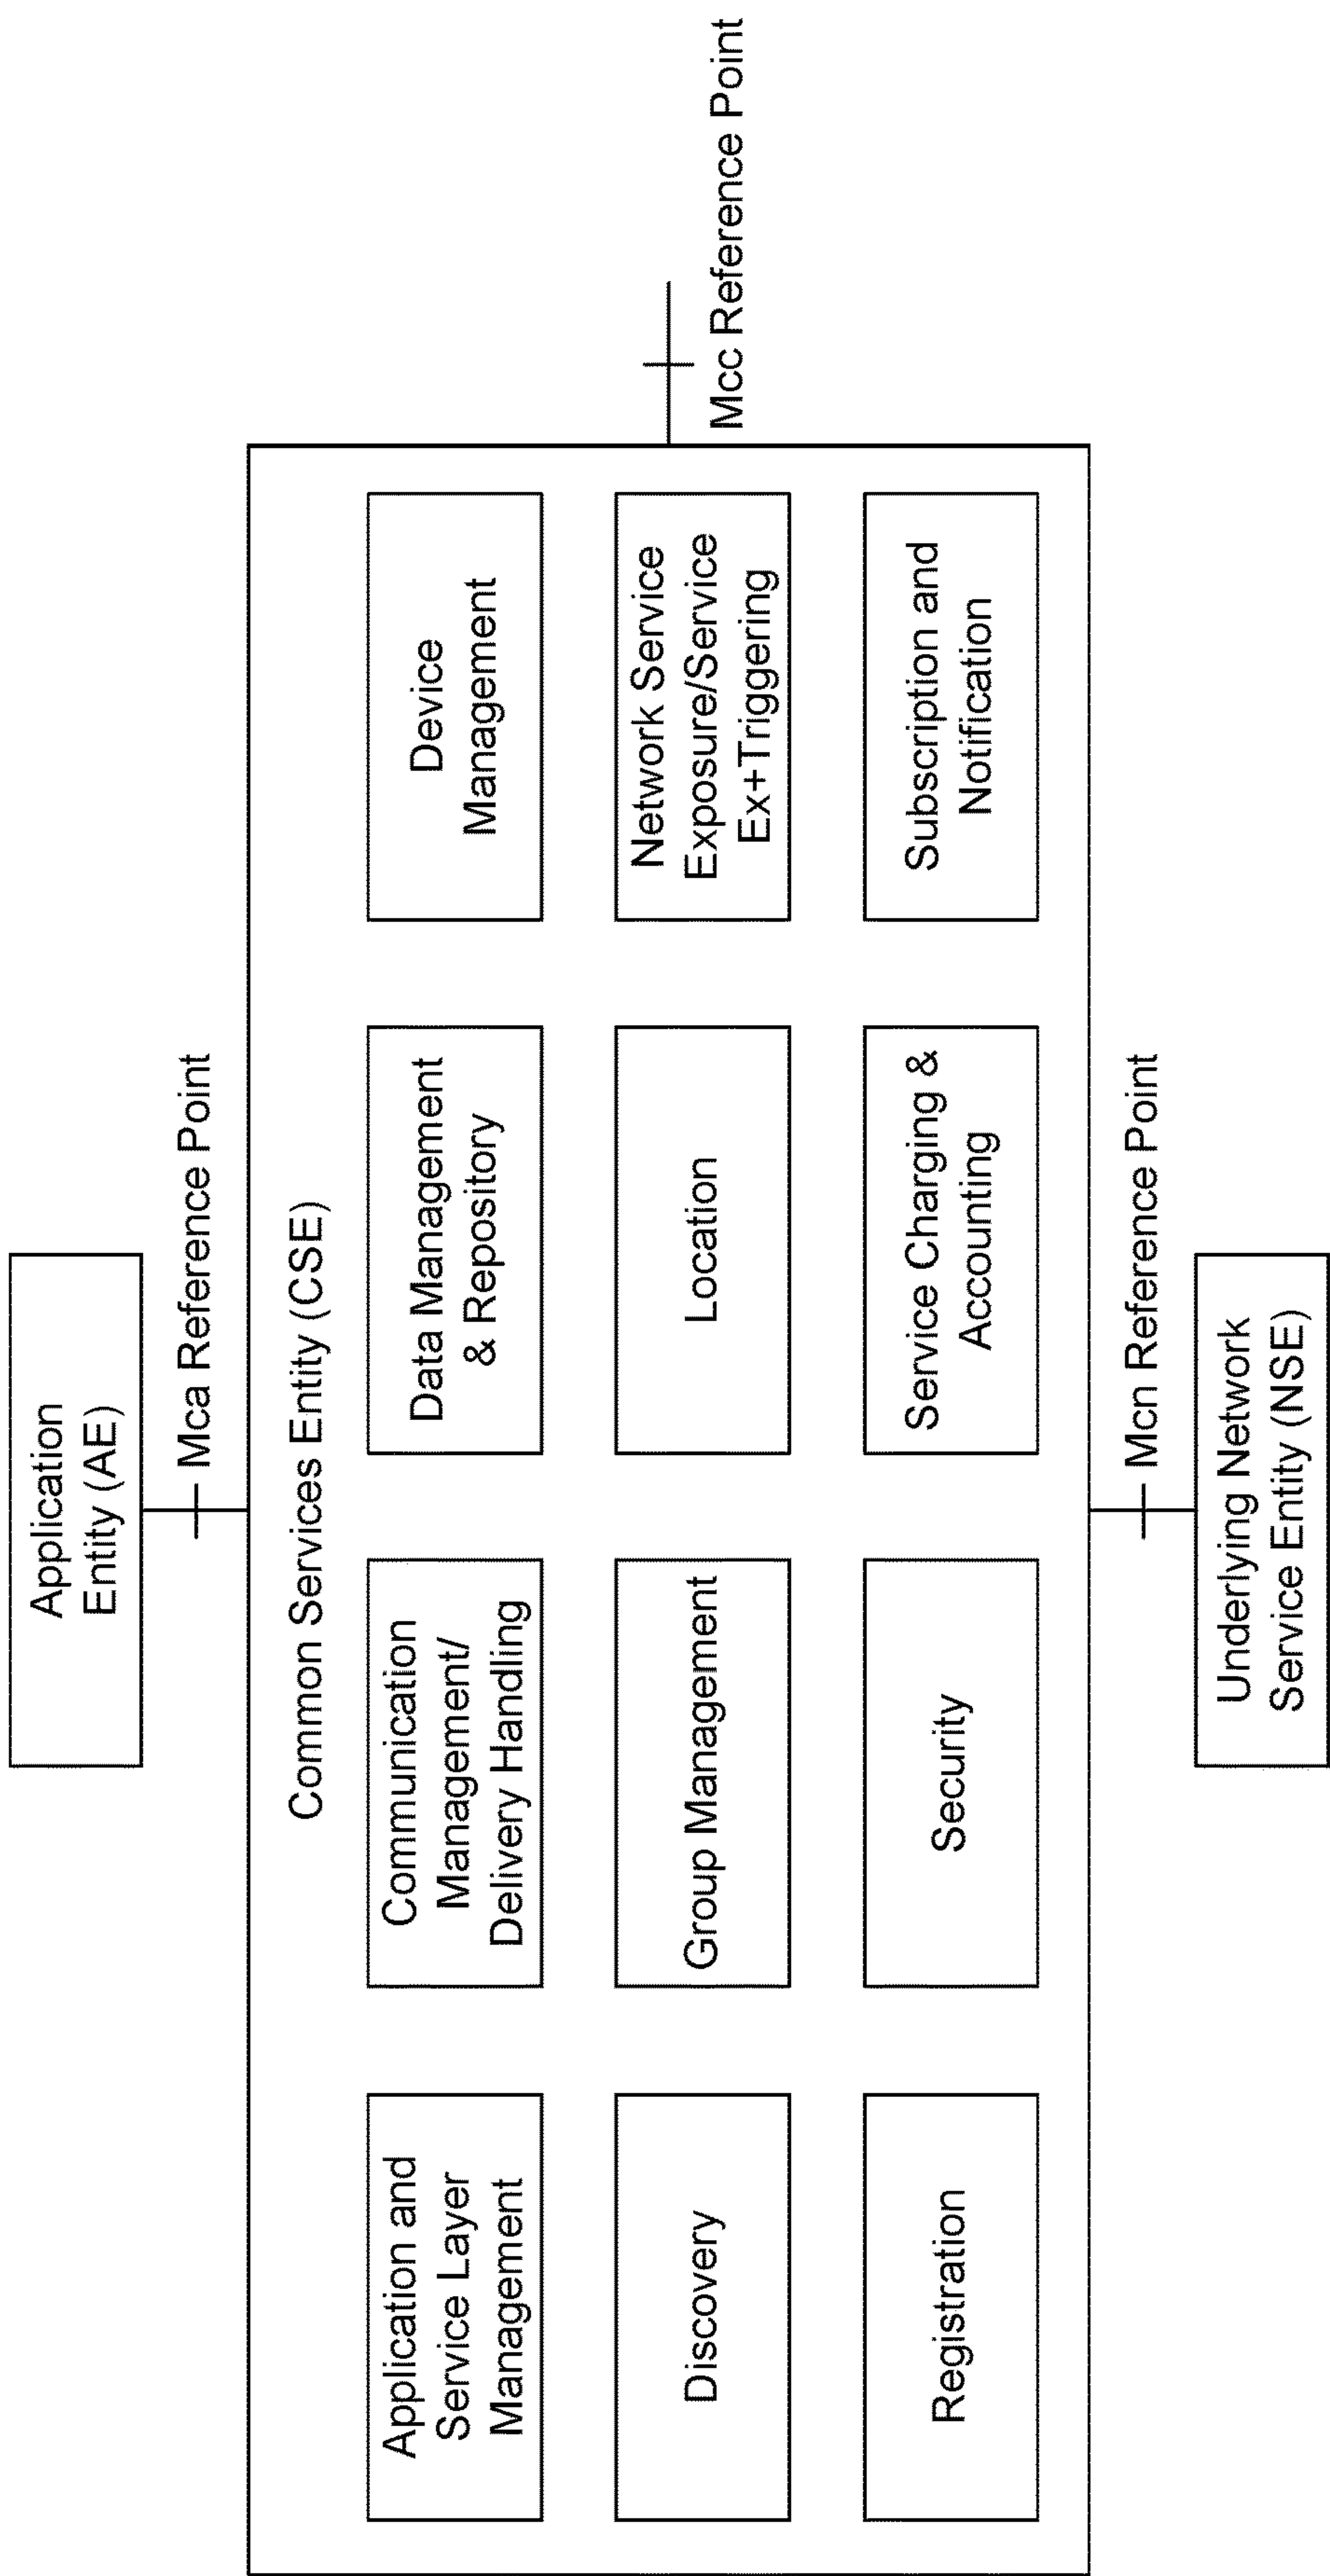 Application
Entity (AE)
Mca Reference Point
Common Services Entity (CSE)
Application and
Service Layer
Management
Communication
Management/
Delivery Handling
Data Management
& Repository
Device
Management
Discovery
Group Management
Location
Network Service
Exposure/Service
Ex+Triggering
Registration
Security
Service Charging &
Accounting
Subscription and
Notification
Mcc Reference Point
Mcn Reference Point
Underlying Network
Service Entity (NSE)